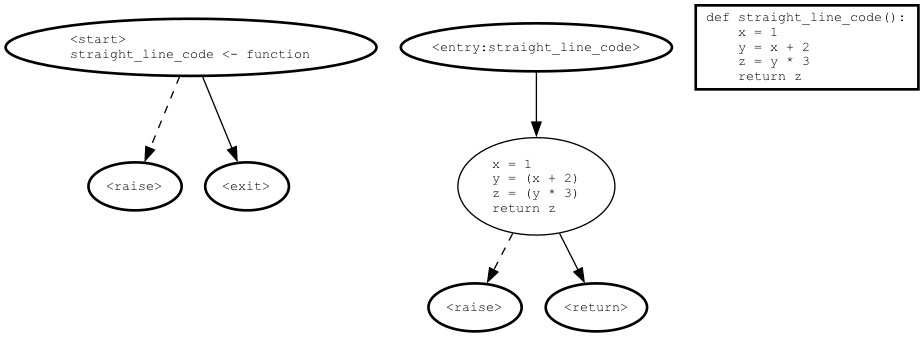 <start>
straight_line_code <- function
<raise>
<exit>
<entry:straight_line_code>
x = 1
y = (x + 2)
z = (y * 3)
return z
<raise>
<return>
def straight_line_code():
    x = 1
    y = x + 2
    z = y * 3
    return z